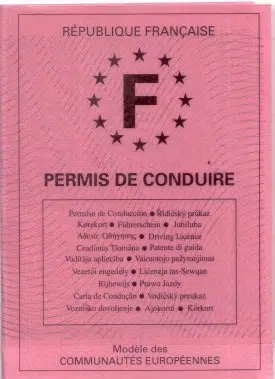 RÉPUBLIQUE FRANÇAISE
F
PERMIS DE CONDUIRE
Permiso de Conducción ● Řidičský průkaz
Kørekort ● Führerschein ● Juhiluba
Άδεια Οδήγησης ● Driving Licence
Ceadúnas Tiomána ● Patente di guida
Vadītāja apliecība ● Vairuotojo pažymėjimas
Vezetői engedély ● Liċenzja tas-Sewqan
Rijbewijs ● Prawo Jazdy
Carta de Condução ● Vodičský preukaz
Vozniško dovoljenje ● Ajokortti ● Körkort
Modèle des
COMMUNAUTÉS EUROPÉENNES